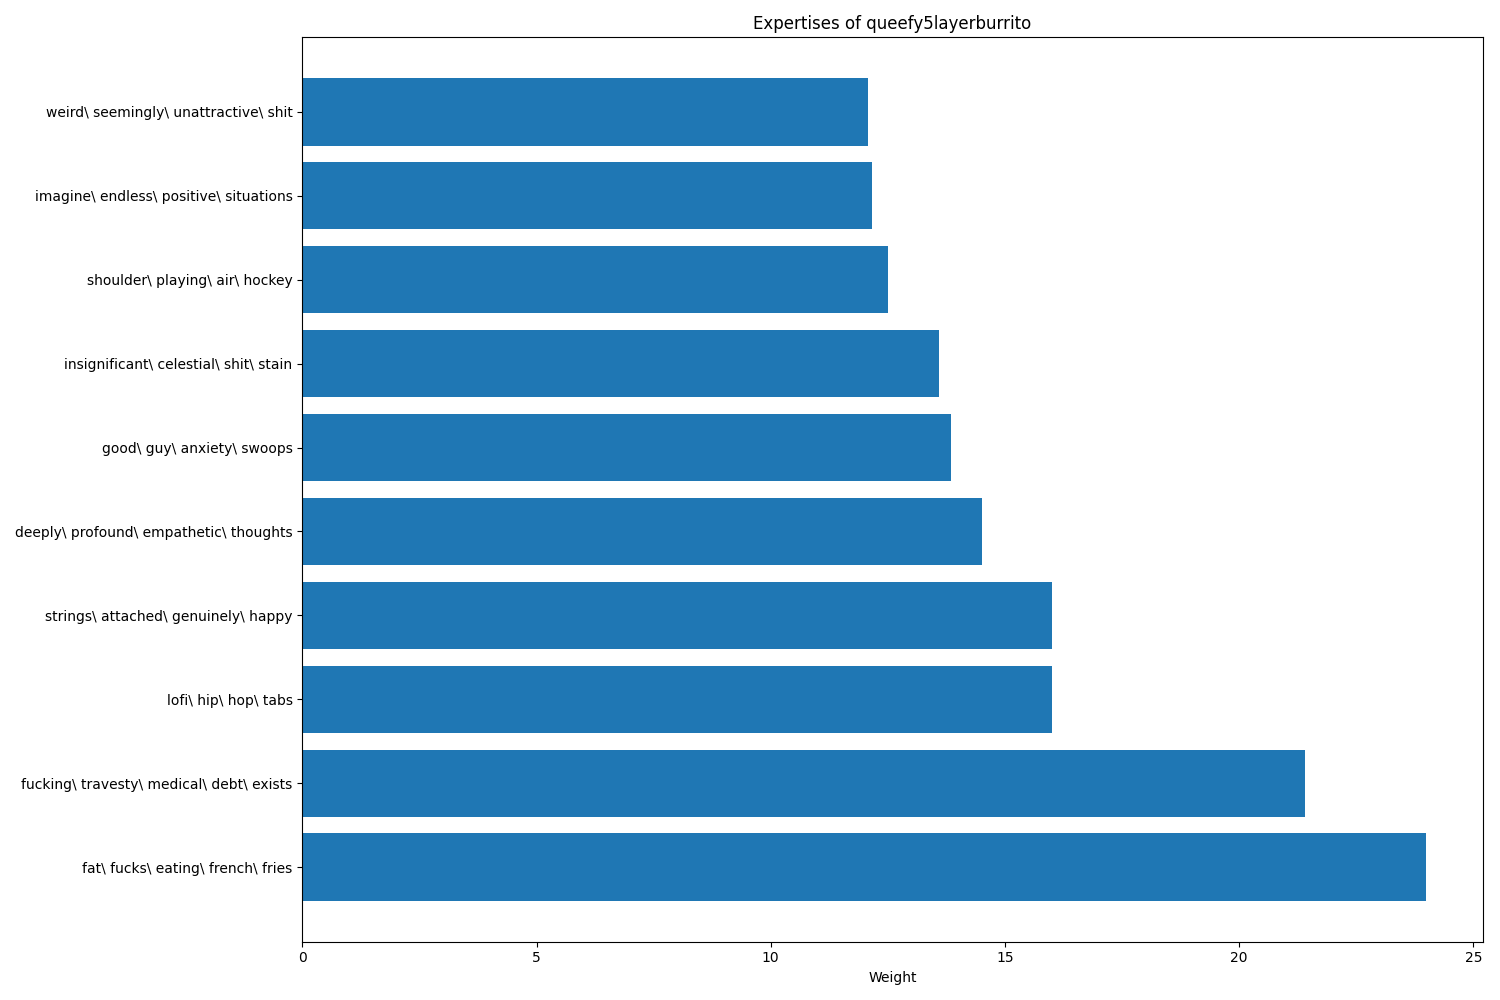 Expertises of queefy5layerburrito
weird\ seemingly\ unattractive\ shit
imagine\ endless\ positive\ situations
shoulder\ playing\ air\ hockey
insignificant\ celestial\ shit\ stain
good\ guy\ anxiety\ swoops
deeply\ profound\ empathetic\ thoughts
strings\ attached\ genuinely\ happy
lofi\ hip\ hop\ tabs
fucking\ travesty\ medical\ debt\ exists
fat\ fucks\ eating\ french\ fries
0 5 10 15 20 25
Weight